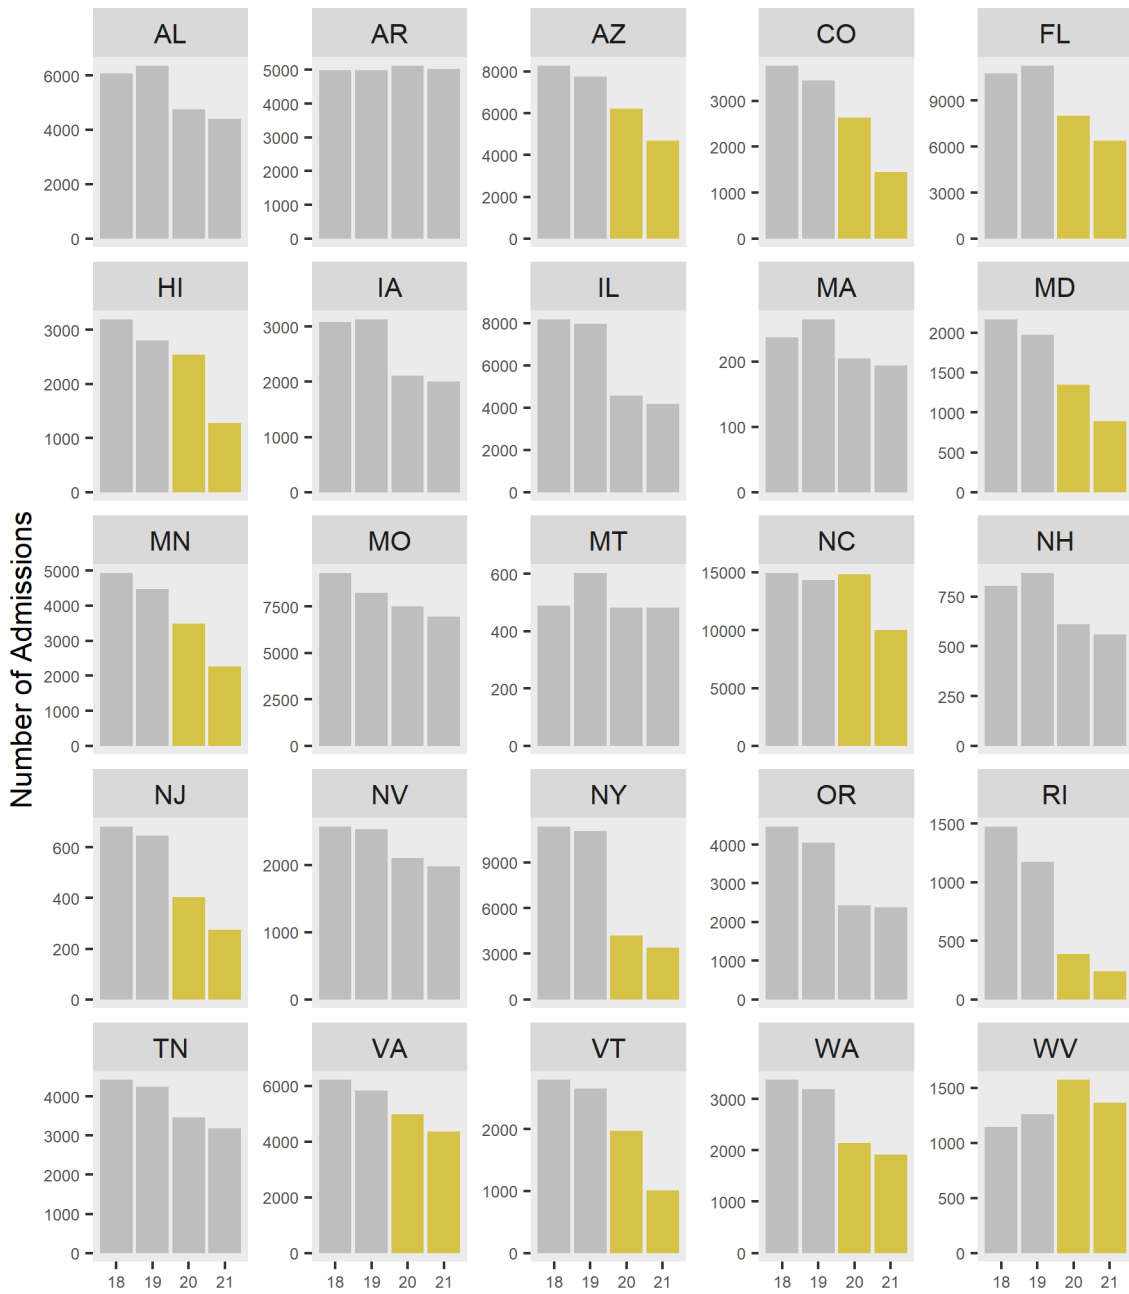 AL AR AZ CO FL
6000 5000 8000 3000 9000
4000 4000 6000 2000 6000
2000 3000 4000 1000 3000
0 2000 2000 0 0
1000 0
0
HI IA IL MA MD
3000 3000 8000 200 2000
2000 2000 6000 100 1500
1000 1000 4000 0 1000
0 0 2000 500
0 0
Number of Admissions
MN MO MT NC NH
5000 7500 600 15000 750
4000 5000 400 10000 500
3000 2500 200 5000 250
2000 0 0 0 0
1000
0
NJ NV NY OR RI
600 2000 9000 4000 1500
400 1000 6000 3000 1000
200 0 3000 2000 500
0 0 1000 0
0
TN VA VT WA WV
4000 6000 2000 3000 1500
3000 4000 1000 2000 1000
2000 2000 0 1000 500
1000 0 0 0
0
18 19 20 21 18 19 20 21 18 19 20 21 18 19 20 21 18 19 20 21